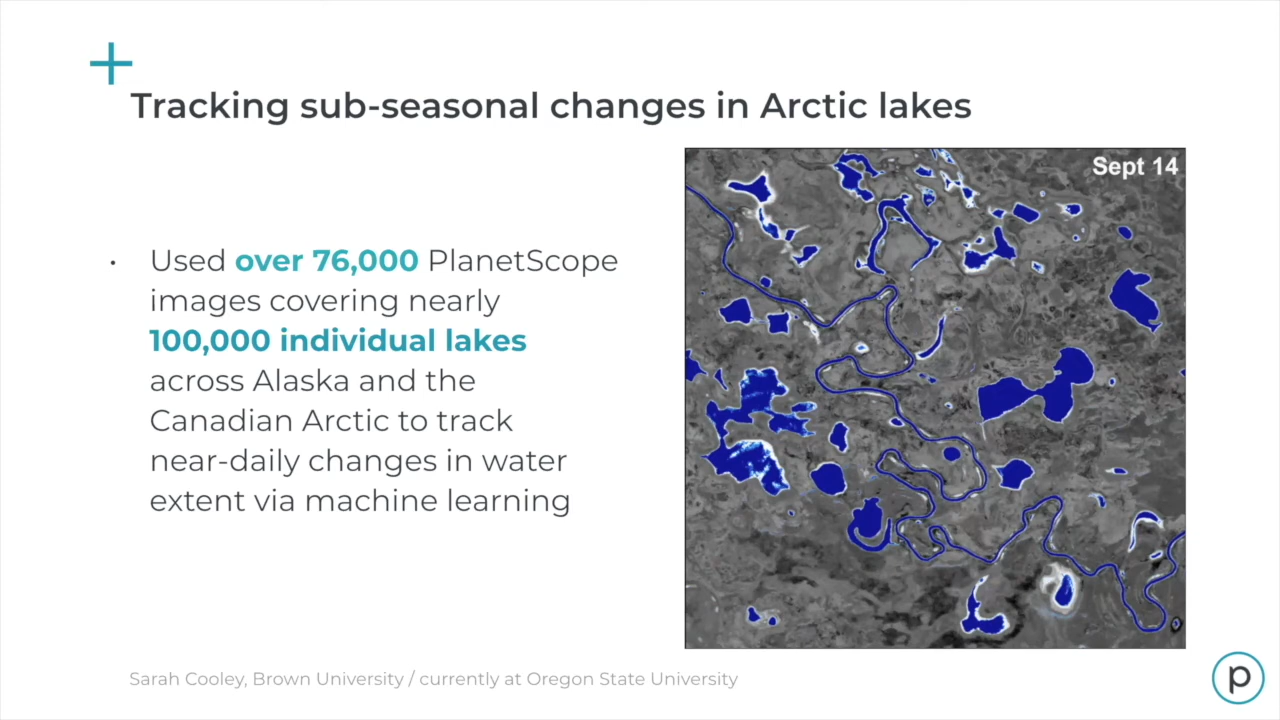 Tracking sub-seasonal changes in Arctic lakes
Sept 14
• Used over 76,000 PlanetScope
images covering nearly
100,000 individual lakes
across Alaska and the
Canadian Arctic to track
near-daily changes in water
extent via machine learning
Sarah Cooley, Brown University / currently at Oregon State University
p